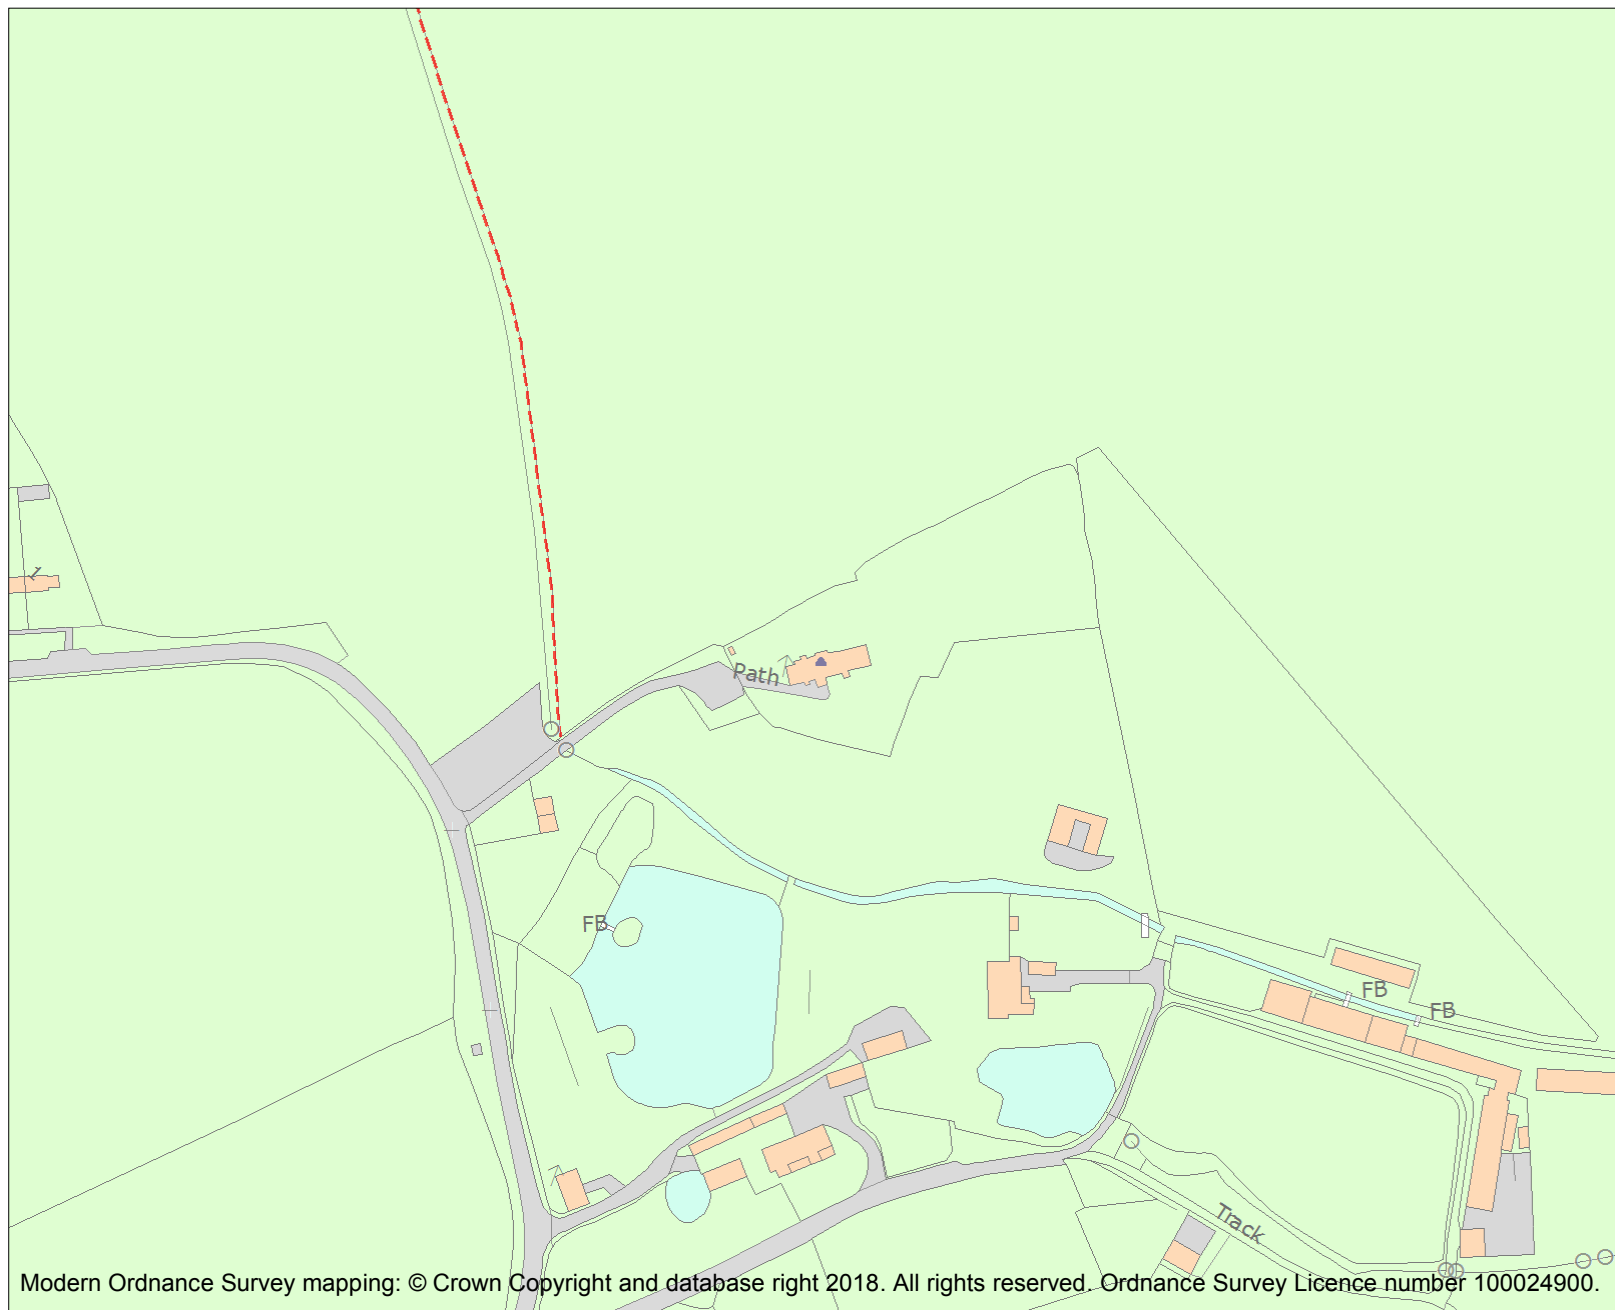 1
Path
FB
FB
FB
Track
Modern Ordnance Survey mapping: © Crown Copyright and database right 2018. All rights reserved. Ordnance Survey Licence number 100024900.